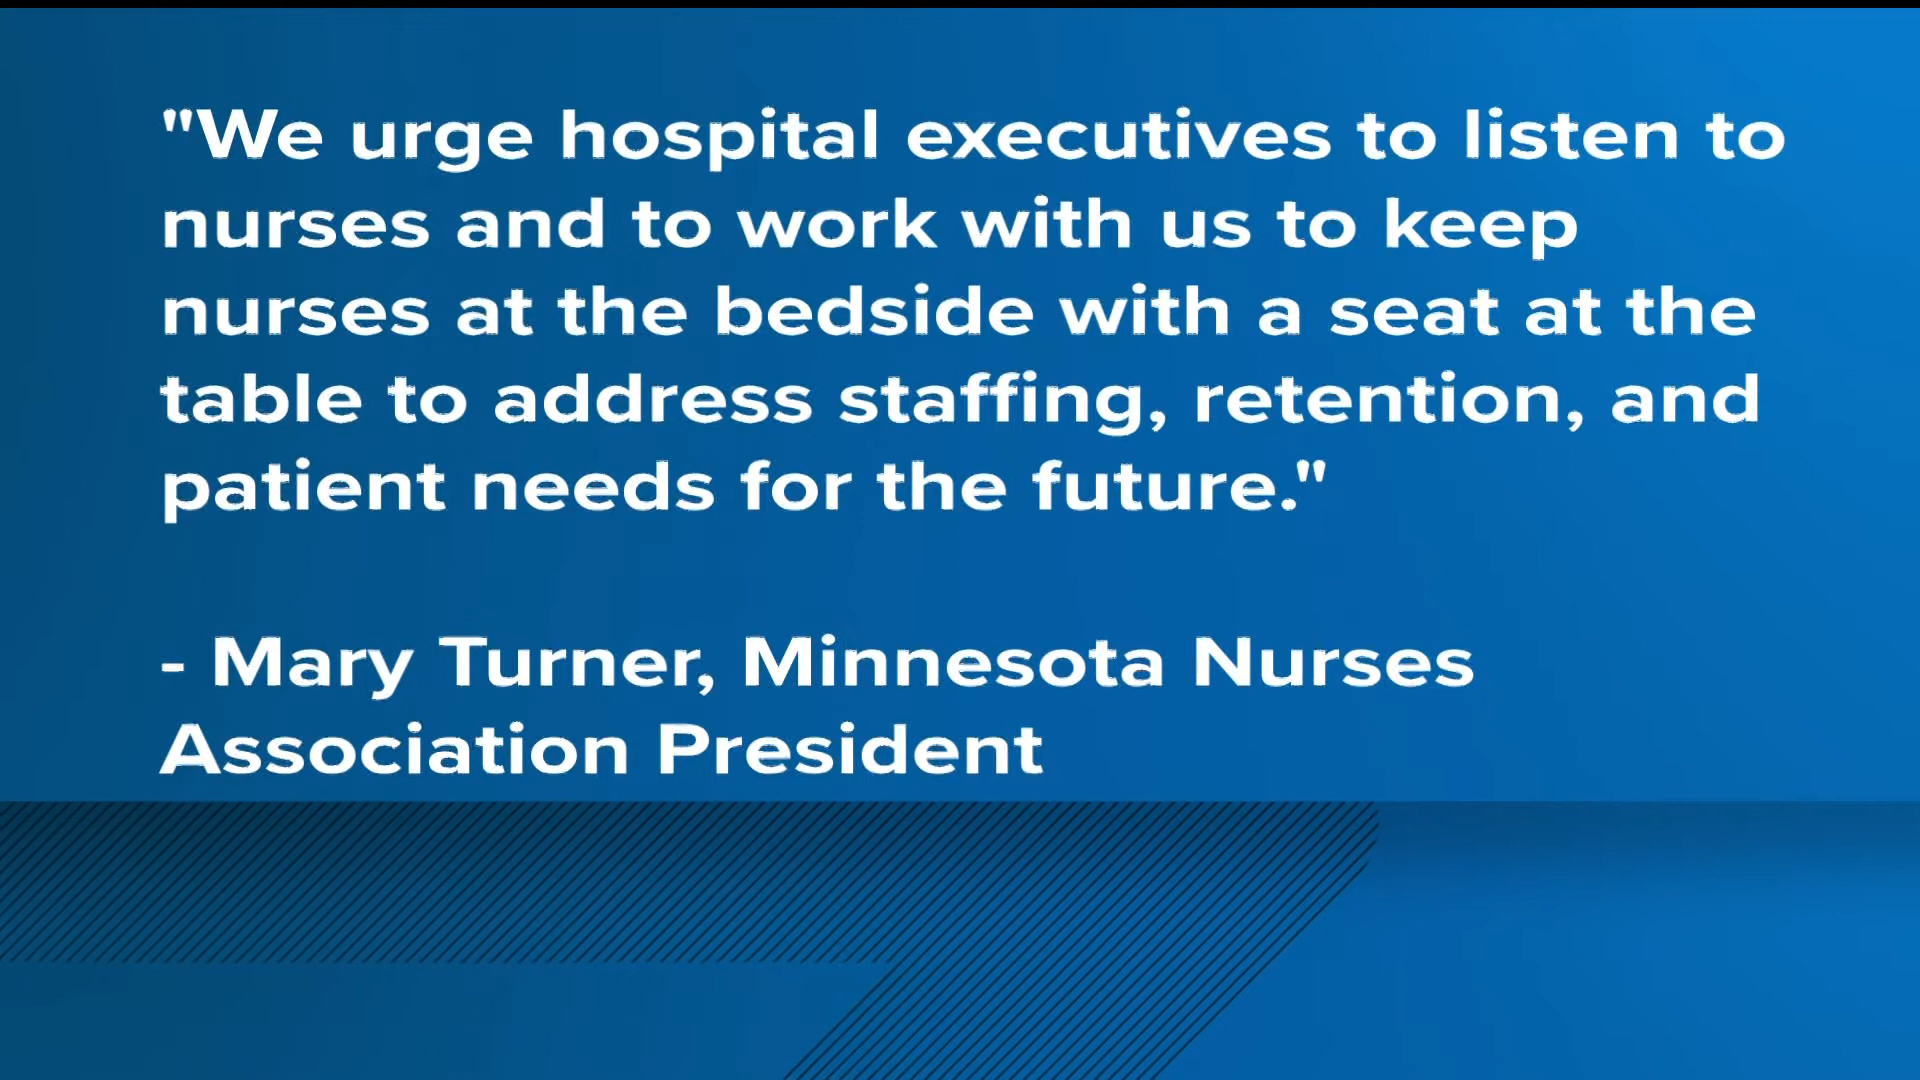 "We urge hospital executives to listen to
nurses and to work with us to keep
nurses at the bedside with a seat at the
table to address staffing, retention, and
patient needs for the future."
- Mary Turner, Minnesota Nurses
Association President